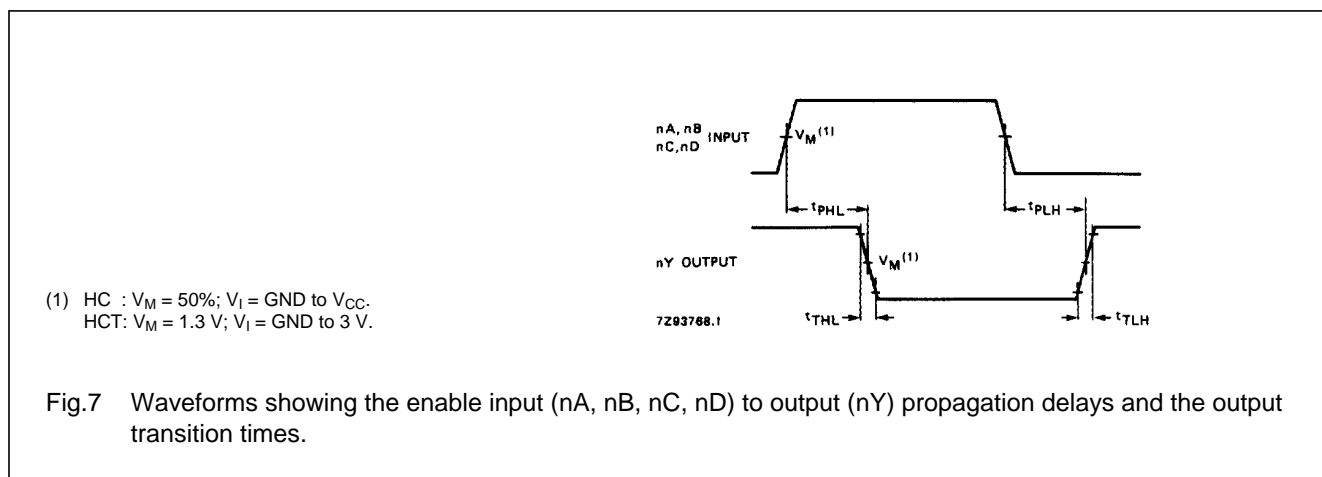 nA, nB INPUT
nC,nD
V_M (1)
t_PHL
t_PLH
nY OUTPUT
V_M (1)
7Z93768.1
t_THL
t_TLH
(1) HC : V_M = 50%; V_I = GND to V_CC.
HCT: V_M = 1.3 V; V_I = GND to 3 V.
Fig.7 Waveforms showing the enable input (nA, nB, nC, nD) to output (nY) propagation delays and the output
transition times.